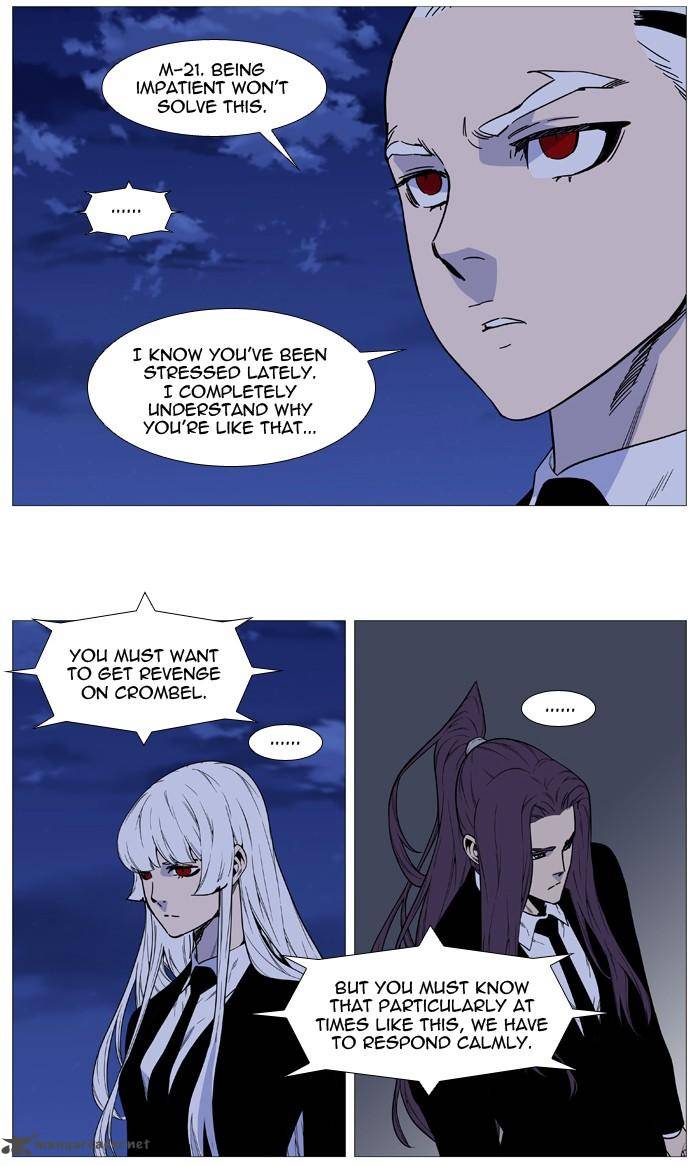 M-21. BEING
IMPATIENT WON'T
SOLVE THIS.
......
I KNOW YOU'VE BEEN
STRESSED LATELY.
I COMPLETELY
UNDERSTAND WHY
YOU'RE LIKE THAT...
YOU MUST WANT
TO GET REVENGE
ON CROMBEL.
......
......
BUT YOU MUST KNOW
THAT PARTICULARLY AT
TIMES LIKE THIS, WE HAVE
TO RESPOND CALMLY.